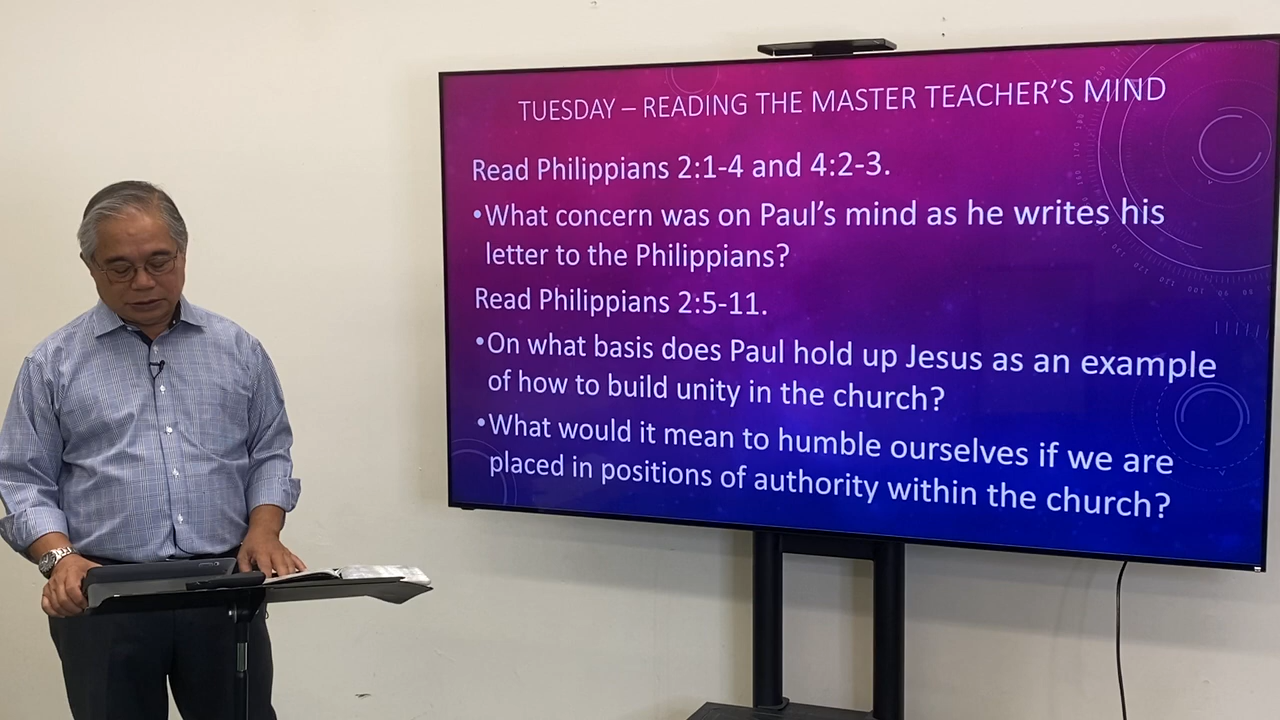 TUESDAY – READING THE MASTER TEACHER'S MIND
Read Philippians 2:1-4 and 4:2-3.
•What concern was on Paul's mind as he writes his
letter to the Philippians?
Read Philippians 2:5-11.
•On what basis does Paul hold up Jesus as an example
of how to build unity in the church?
•What would it mean to humble ourselves if we are
placed in positions of authority within the church?